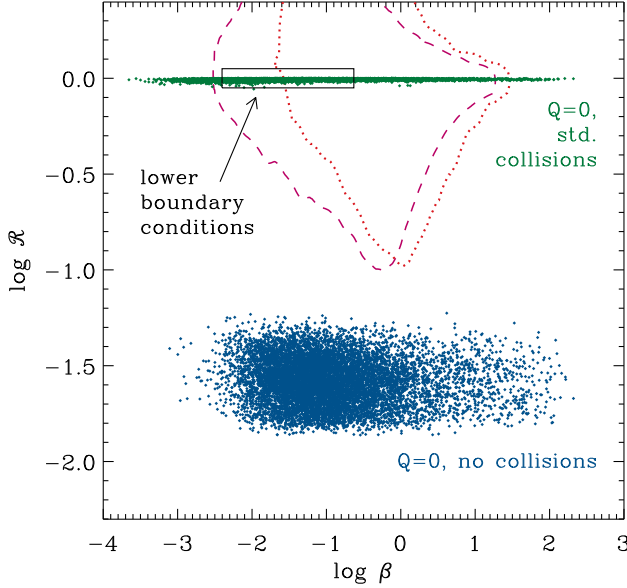 0.0
−0.5
−1.0
−1.5
−2.0
log ℛ
Q=0,
std.
collisions
lower
boundary
conditions
Q=0, no collisions
−4 −3 −2 −1 0 1 2 3
log β